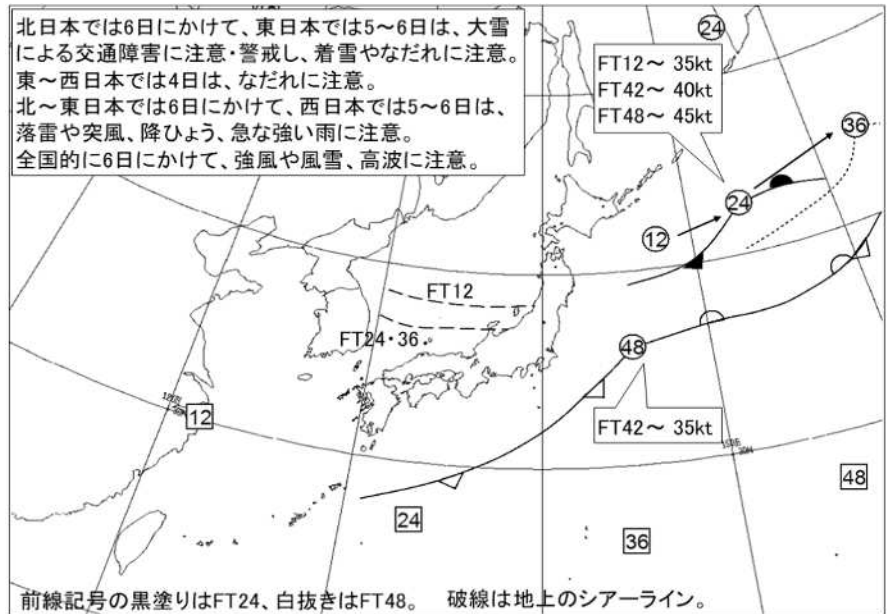 北日本では6日にかけて、東日本では5～6日は、大雪
による交通障害に注意・警戒し、着雪やなだれに注意。
東～西日本では4日は、なだれに注意。
北～東日本では6日にかけて、西日本では5～6日は、
落雷や突風、降ひょう、急な強い雨に注意。
全国的に6日にかけて、強風や風雪、高波に注意。
24
FT12～ 35kt
FT42～ 40kt
FT48～ 45kt
36
24
12
FT12
FT24・36
48
12
FT42～ 35kt
48
24
36
前線記号の黒塗りはFT24、白抜きはFT48。 破線は地上のシアーライン。